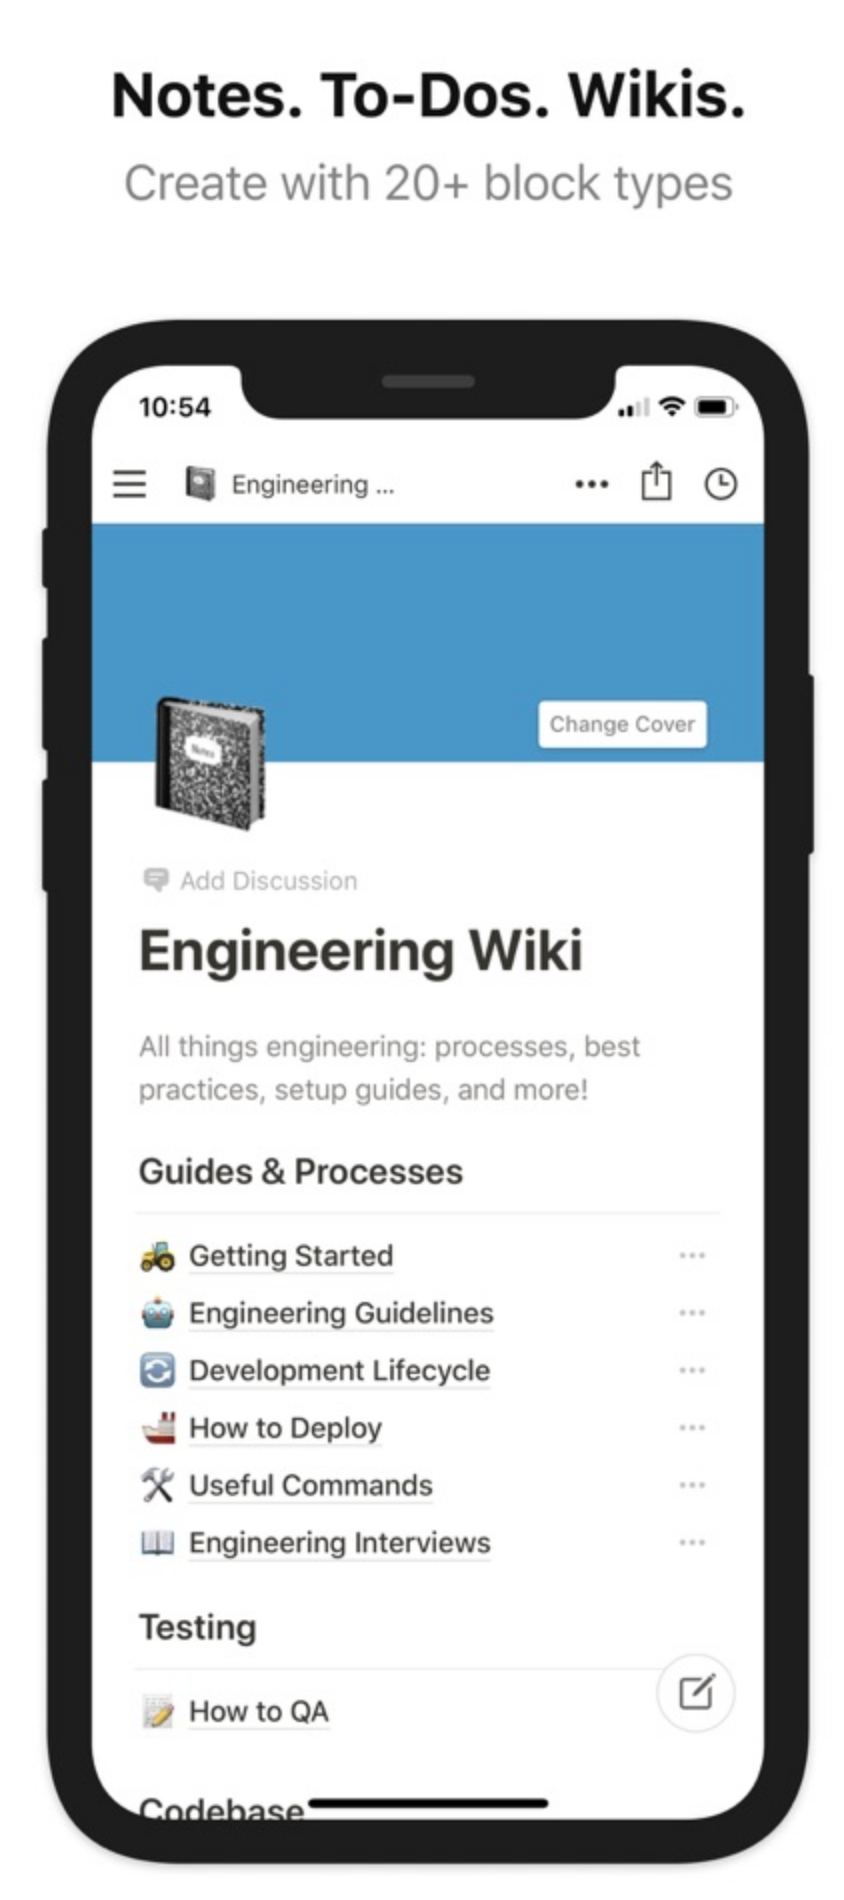 Notes. To-Dos. Wikis.
Create with 20+ block types
10:54
Engineering ...
Notes
Change Cover
Add Discussion
Engineering Wiki
All things engineering: processes, best
practices, setup guides, and more!
Guides & Processes
Getting Started
Engineering Guidelines
Development Lifecycle
How to Deploy
Useful Commands
Engineering Interviews
Testing
How to QA
Codebase